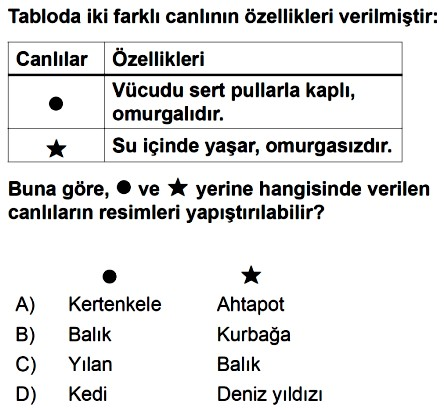 Tabloda iki farklı canlının özellikleri verilmiştir:
Canlılar Özellikleri
● Vücudu sert pullarla kaplı,
omurgalıdır.
★ Su içinde yaşar, omurgasızdır.
Buna göre, ● ve ★ yerine hangisinde verilen
canlıların resimleri yapıştırılabilir?
● ★
A) Kertenkele Ahtapot
B) Balık Kurbağa
C) Yılan Balık
D) Kedi Deniz yıldızı